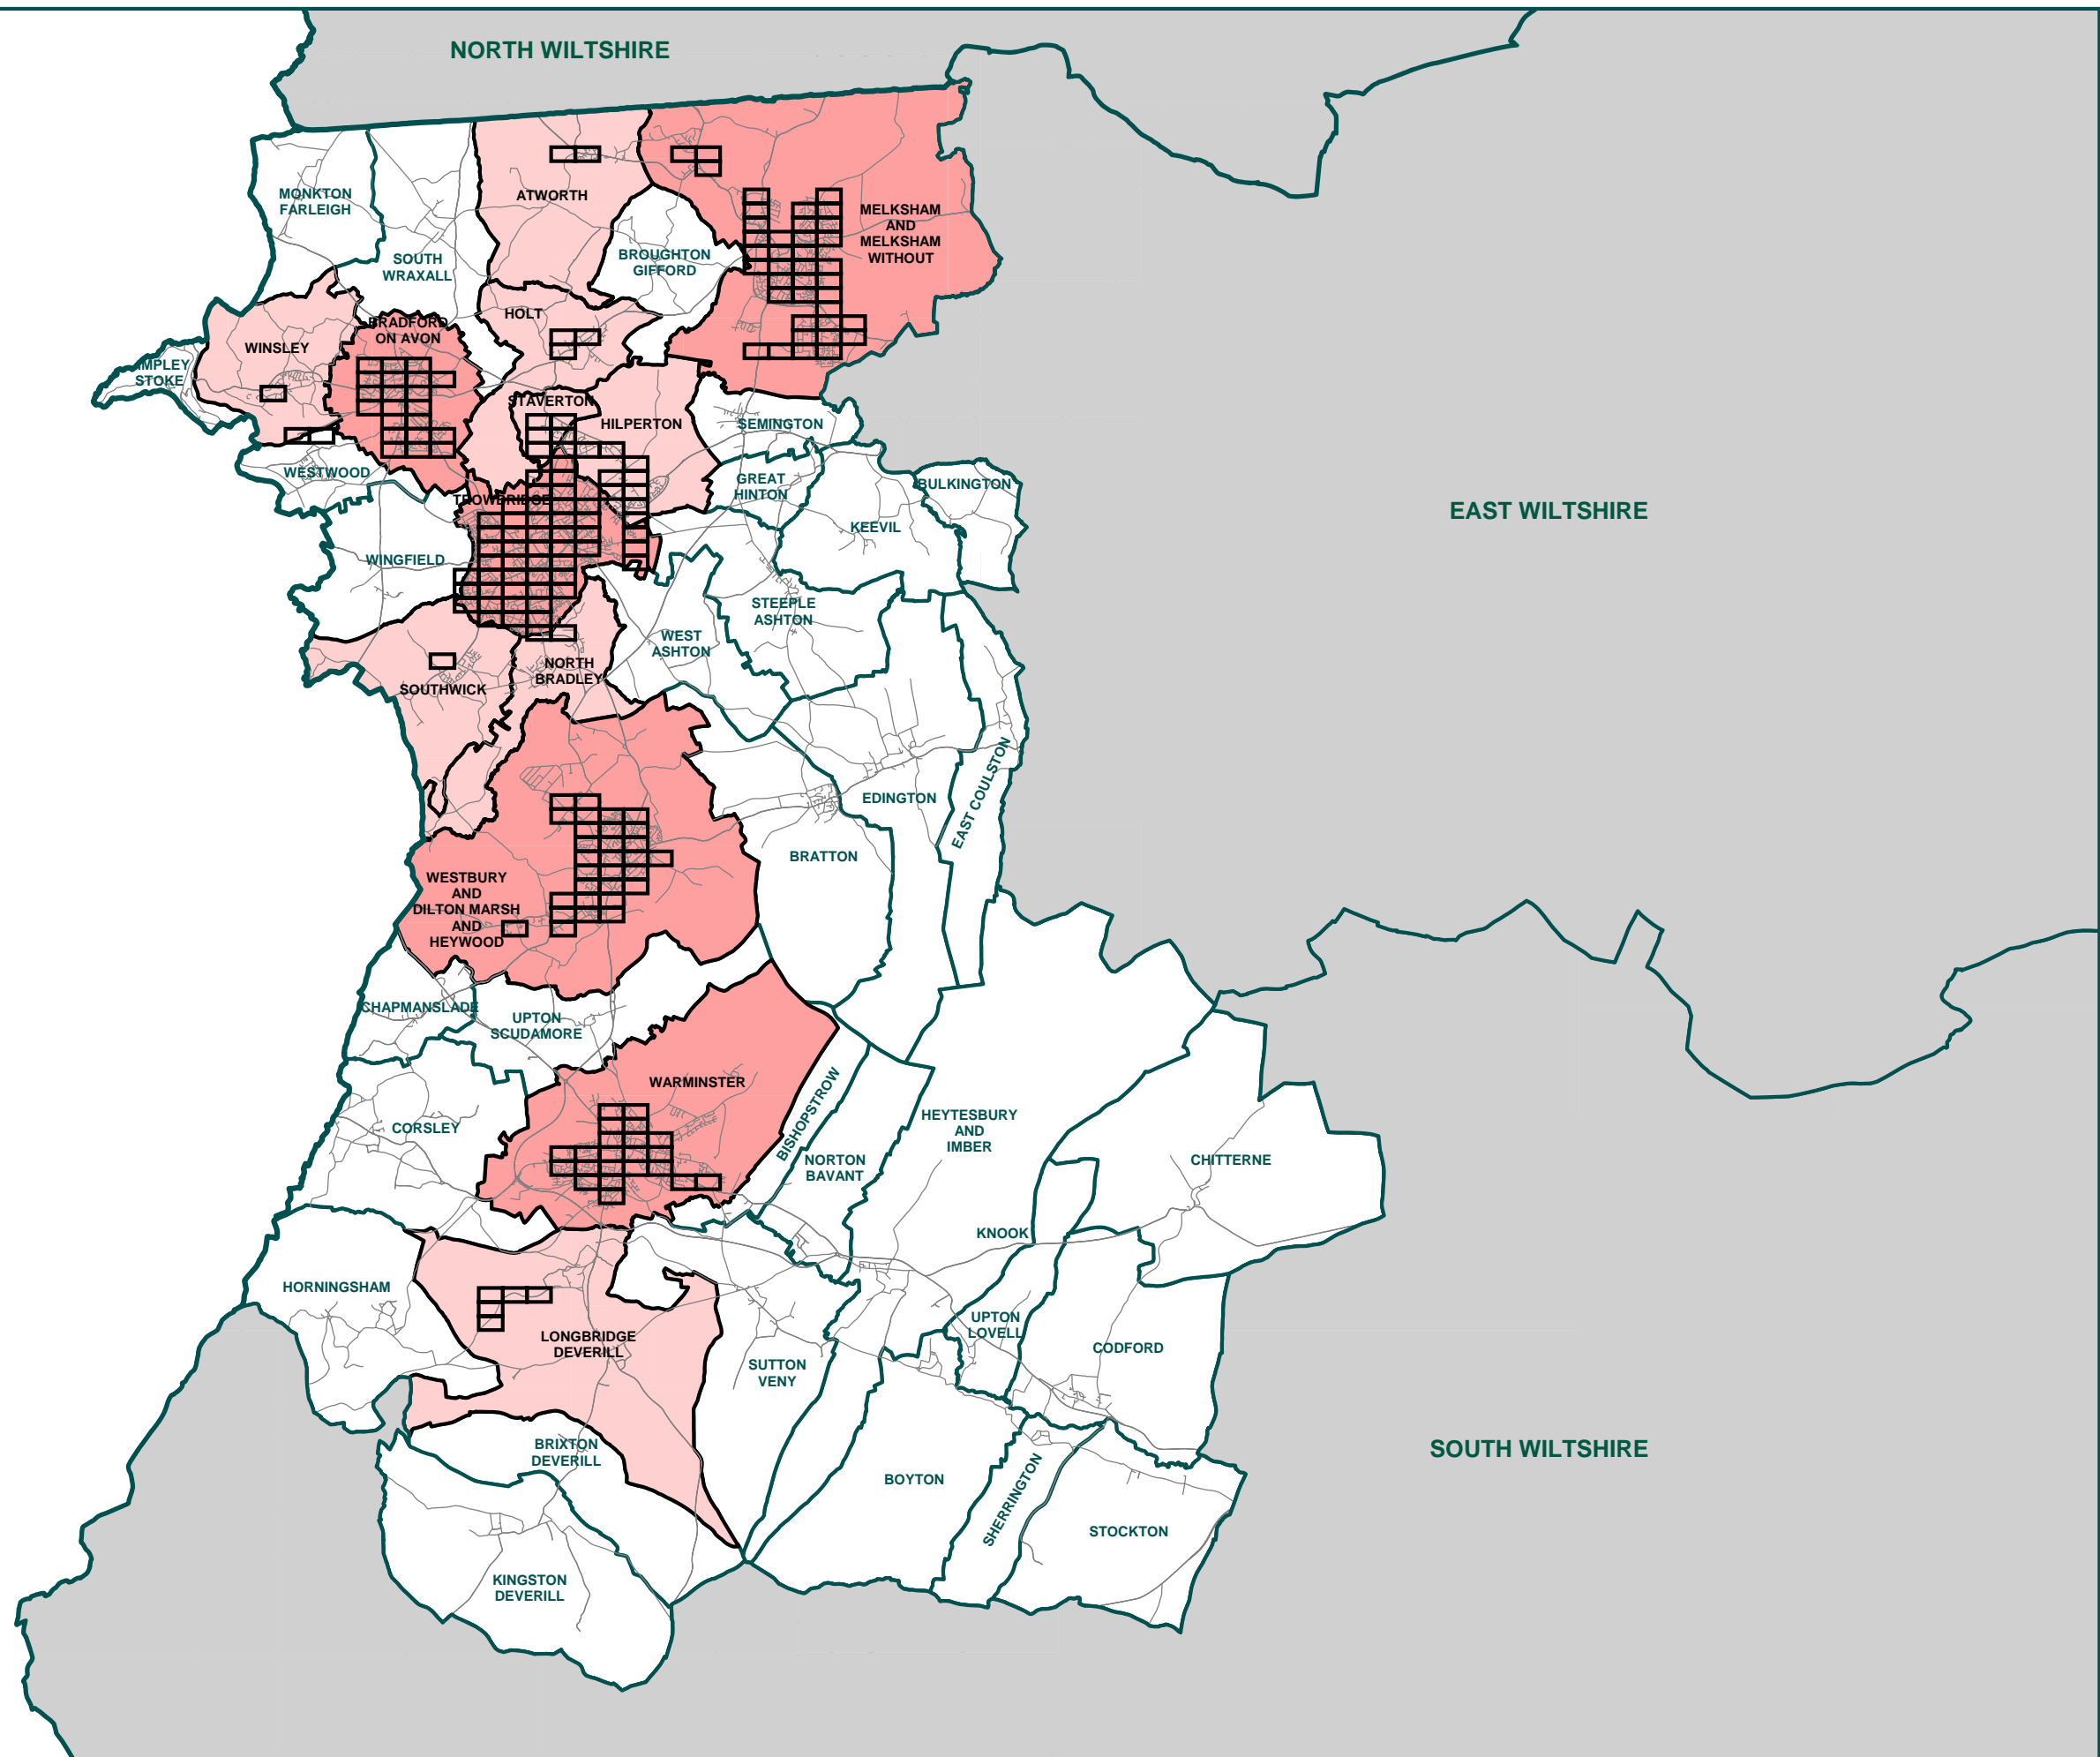 NORTH WILTSHIRE
MONKTON
FARLEIGH
ATWORTH
MELKSHAM
AND
MELKSHAM
WITHOUT
SOUTH
WRAXALL
BROUGHTON
GIFFORD
HOLT
BRADFORD
ON AVON
WINSLEY
IMPLEY
STOKE
STAVERTON
HILPERTON
SEMINGTON
WESTWOOD
GREAT
HINTON
BULKINGTON
TROWBRIDGE
KEEVIL
EAST WILTSHIRE
WINGFIELD
STEEPLE
ASHTON
WEST
ASHTON
NORTH
BRADLEY
SOUTHWICK
EDINGTON
EAST COULSTON
BRATTON
WESTBURY
AND
DILTON MARSH
AND
HEYWOOD
CHAPMANSLADE
UPTON
SCUDAMORE
WARMINSTER
BISHOPSTROW
CORSLEY
HEYTESBURY
AND
IMBER
NORTON
BAVANT
CHITTERNE
KNOOK
HORNINGSHAM
LONGBRIDGE
DEVERILL
UPTON
LOVELL
CODFORD
SUTTON
VENY
BRIXTON
DEVERILL
SOUTH WILTSHIRE
BOYTON
SHERRINGTON
STOCKTON
KINGSTON
DEVERILL